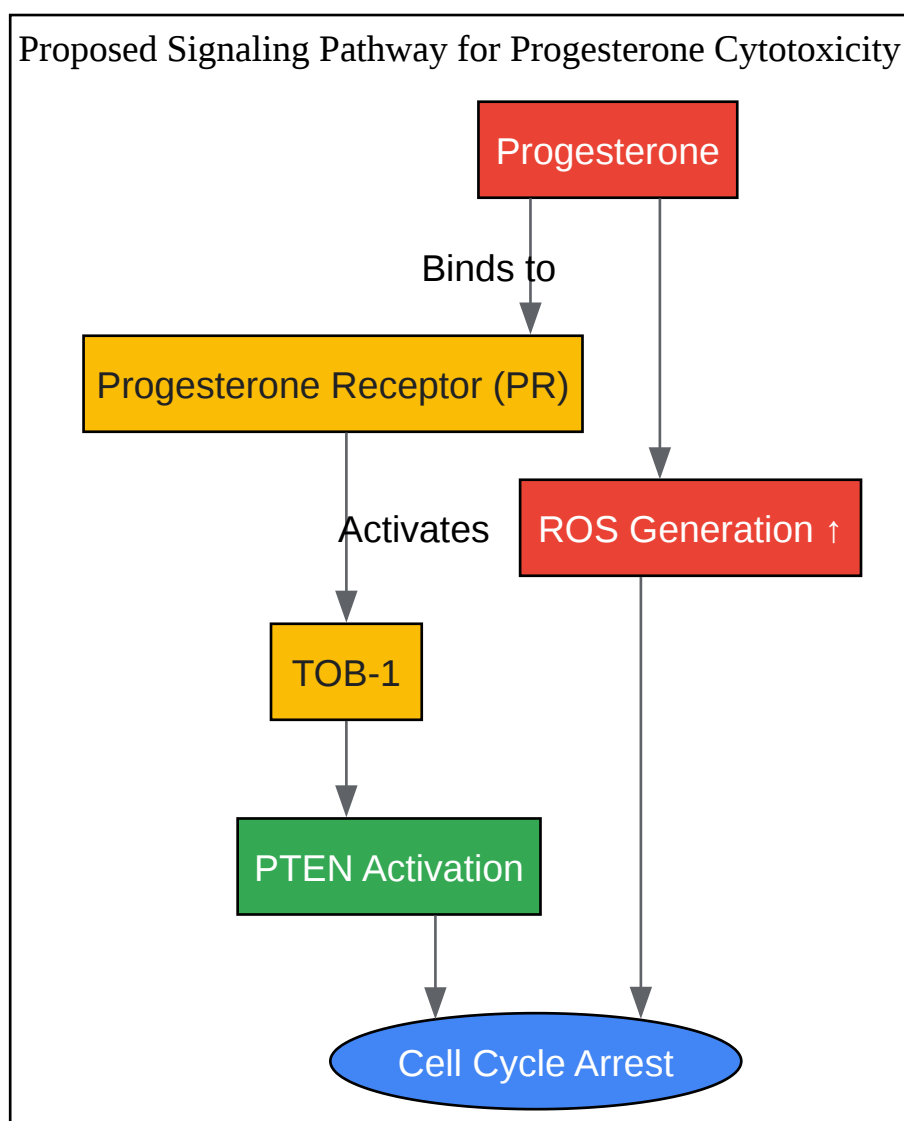 Proposed Signaling Pathway for Progesterone Cytotoxicity
Progesterone
Binds to
Progesterone Receptor (PR)
ROS Generation ↑
Activates
TOB-1
PTEN Activation
Cell Cycle Arrest